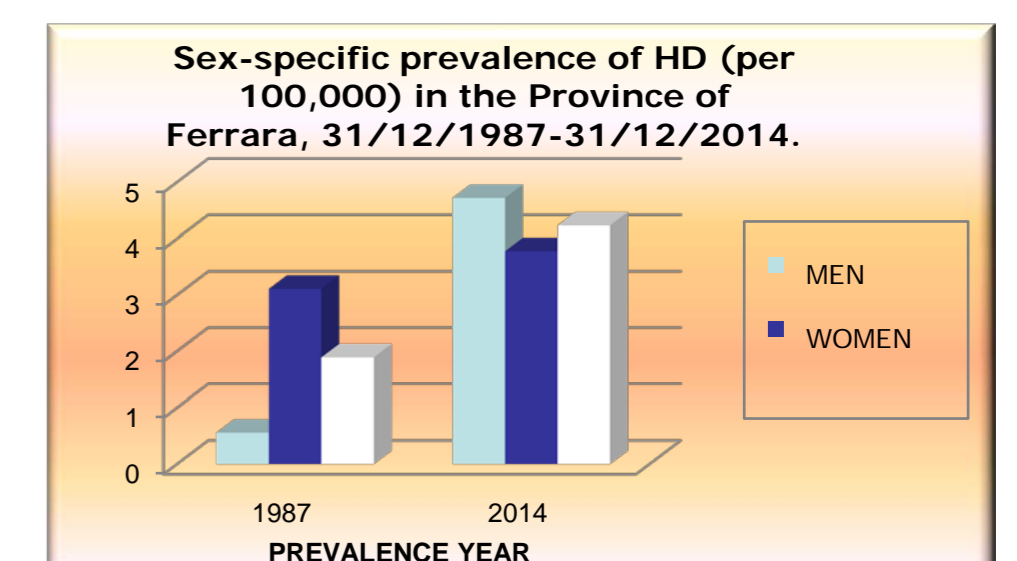 Sex-specific prevalence of HD (per
100,000) in the Province of
Ferrara, 31/12/1987-31/12/2014.
5
4
3
2
1
0
1987
2014
PREVALENCE YEAR
MEN
WOMEN